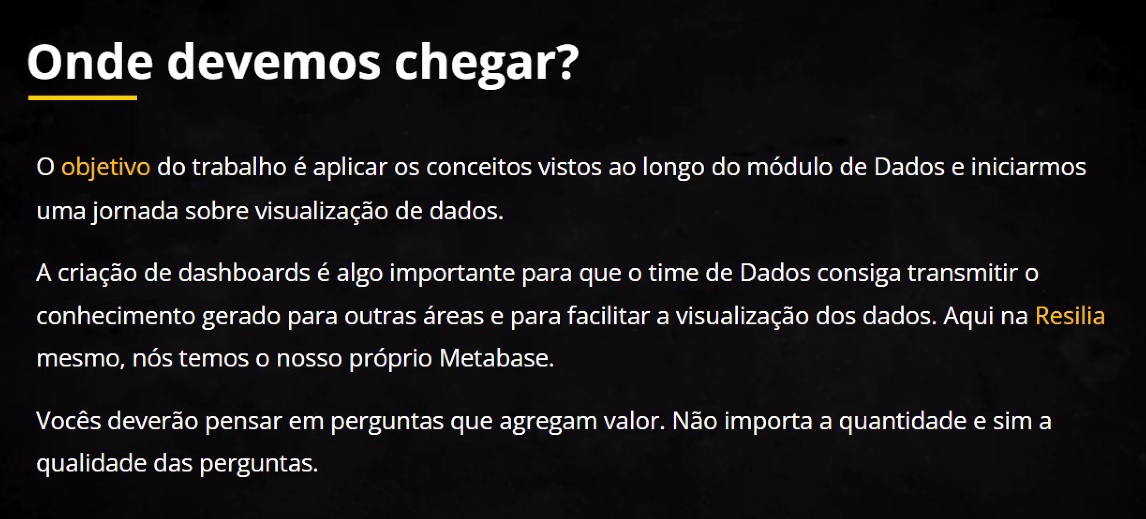 Onde devemos chegar?
O objetivo do trabalho é aplicar os conceitos vistos ao longo do módulo de Dados e iniciarmos
uma jornada sobre visualização de dados.
A criação de dashboards é algo importante para que o time de Dados consiga transmitir o
conhecimento gerado para outras áreas e para facilitar a visualização dos dados. Aqui na Resilia
mesmo, nós temos o nosso próprio Metabase.
Vocês deverão pensar em perguntas que agregam valor. Não importa a quantidade e sim a
qualidade das perguntas.